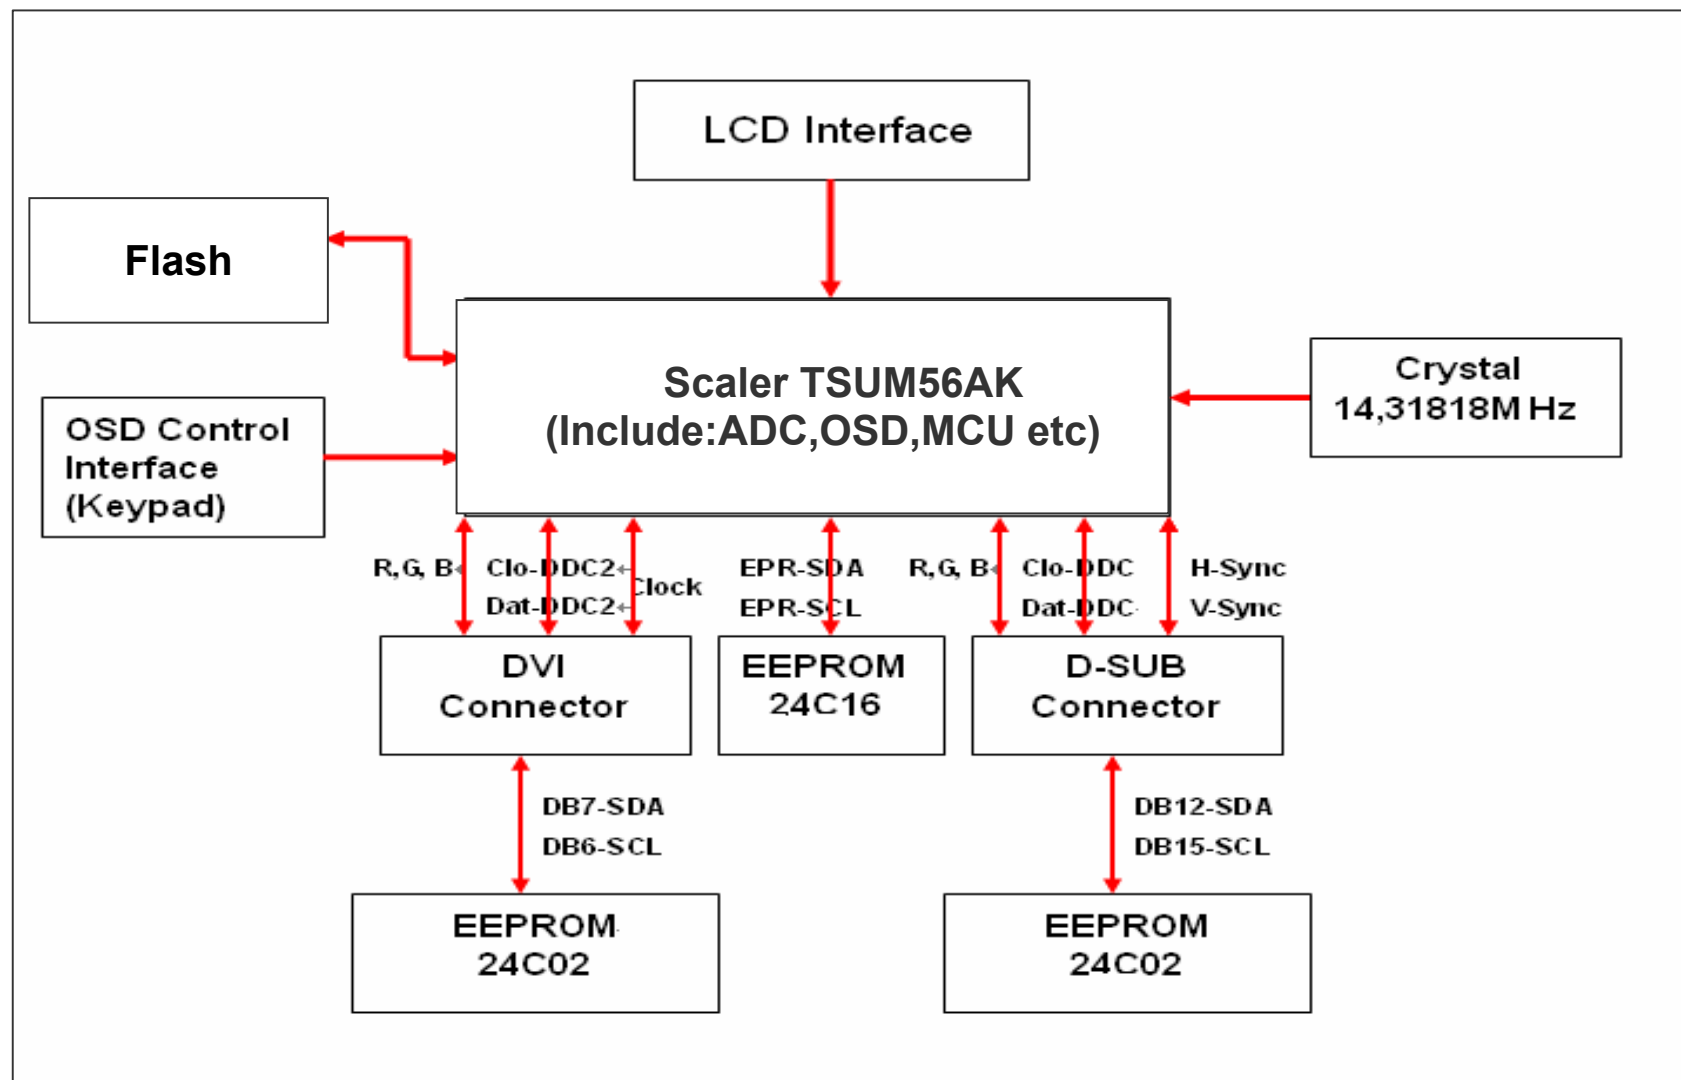 LCD Interface
Flash
Scaler TSUM56AK
(Include:ADC,OSD,MCU etc)
Crystal
14,31818M Hz
OSD Control
Interface
(Keypad)
R,G, B
Clo-DDC2
Dat-DDC2
Clock
EPR-SDA
EPR-SCL
R,G, B
Clo-DDC
Dat-DDC
H-Sync
V-Sync
DVI
Connector
EEPROM
24C16
D-SUB
Connector
DB7-SDA
DB6-SCL
DB12-SDA
DB15-SCL
EEPROM
24C02
EEPROM
24C02